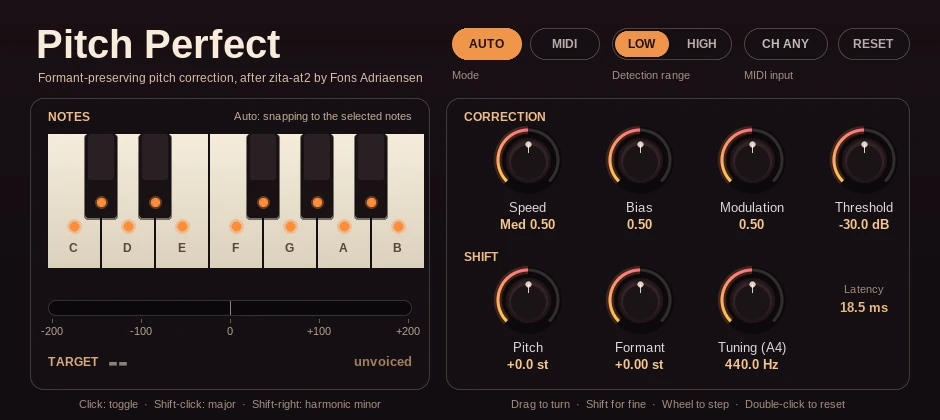 Pitch Perfect
Formant-preserving pitch correction, after zita-at2 by Fons Adriaensen
AUTO MIDI LOW HIGH CH ANY RESET
Mode Detection range MIDI input
NOTES Auto: snapping to the selected notes
C D E F G A B
-200 -100 0 +100 +200
TARGET -- unvoiced
Click: toggle · Shift-click: major · Shift-right: harmonic minor
CORRECTION
Speed Bias Modulation Threshold
Med 0.50 0.50 0.50 -30.0 dB
SHIFT
Latency
18.5 ms
Pitch Formant Tuning (A4)
+0.0 st +0.00 st 440.0 Hz
Drag to turn · Shift for fine · Wheel to step · Double-click to reset